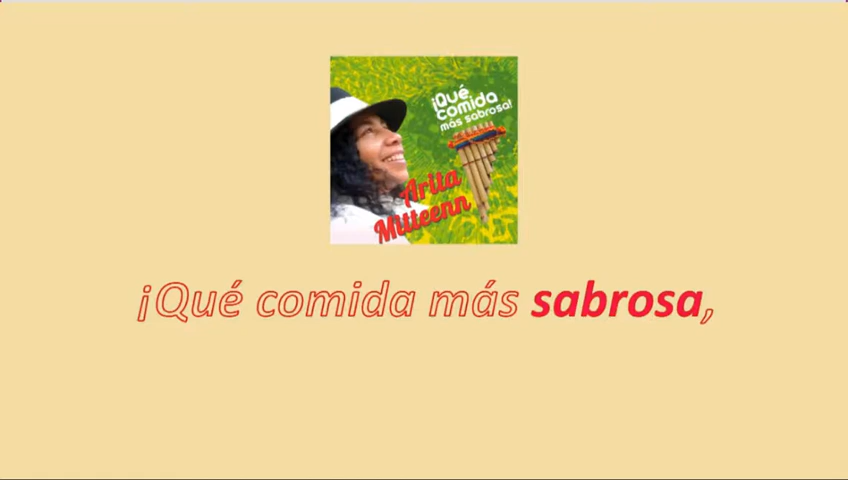 ¡Qué
comida
más sabrosa!
Arita
Mitteenn
¡Qué comida más sabrosa,